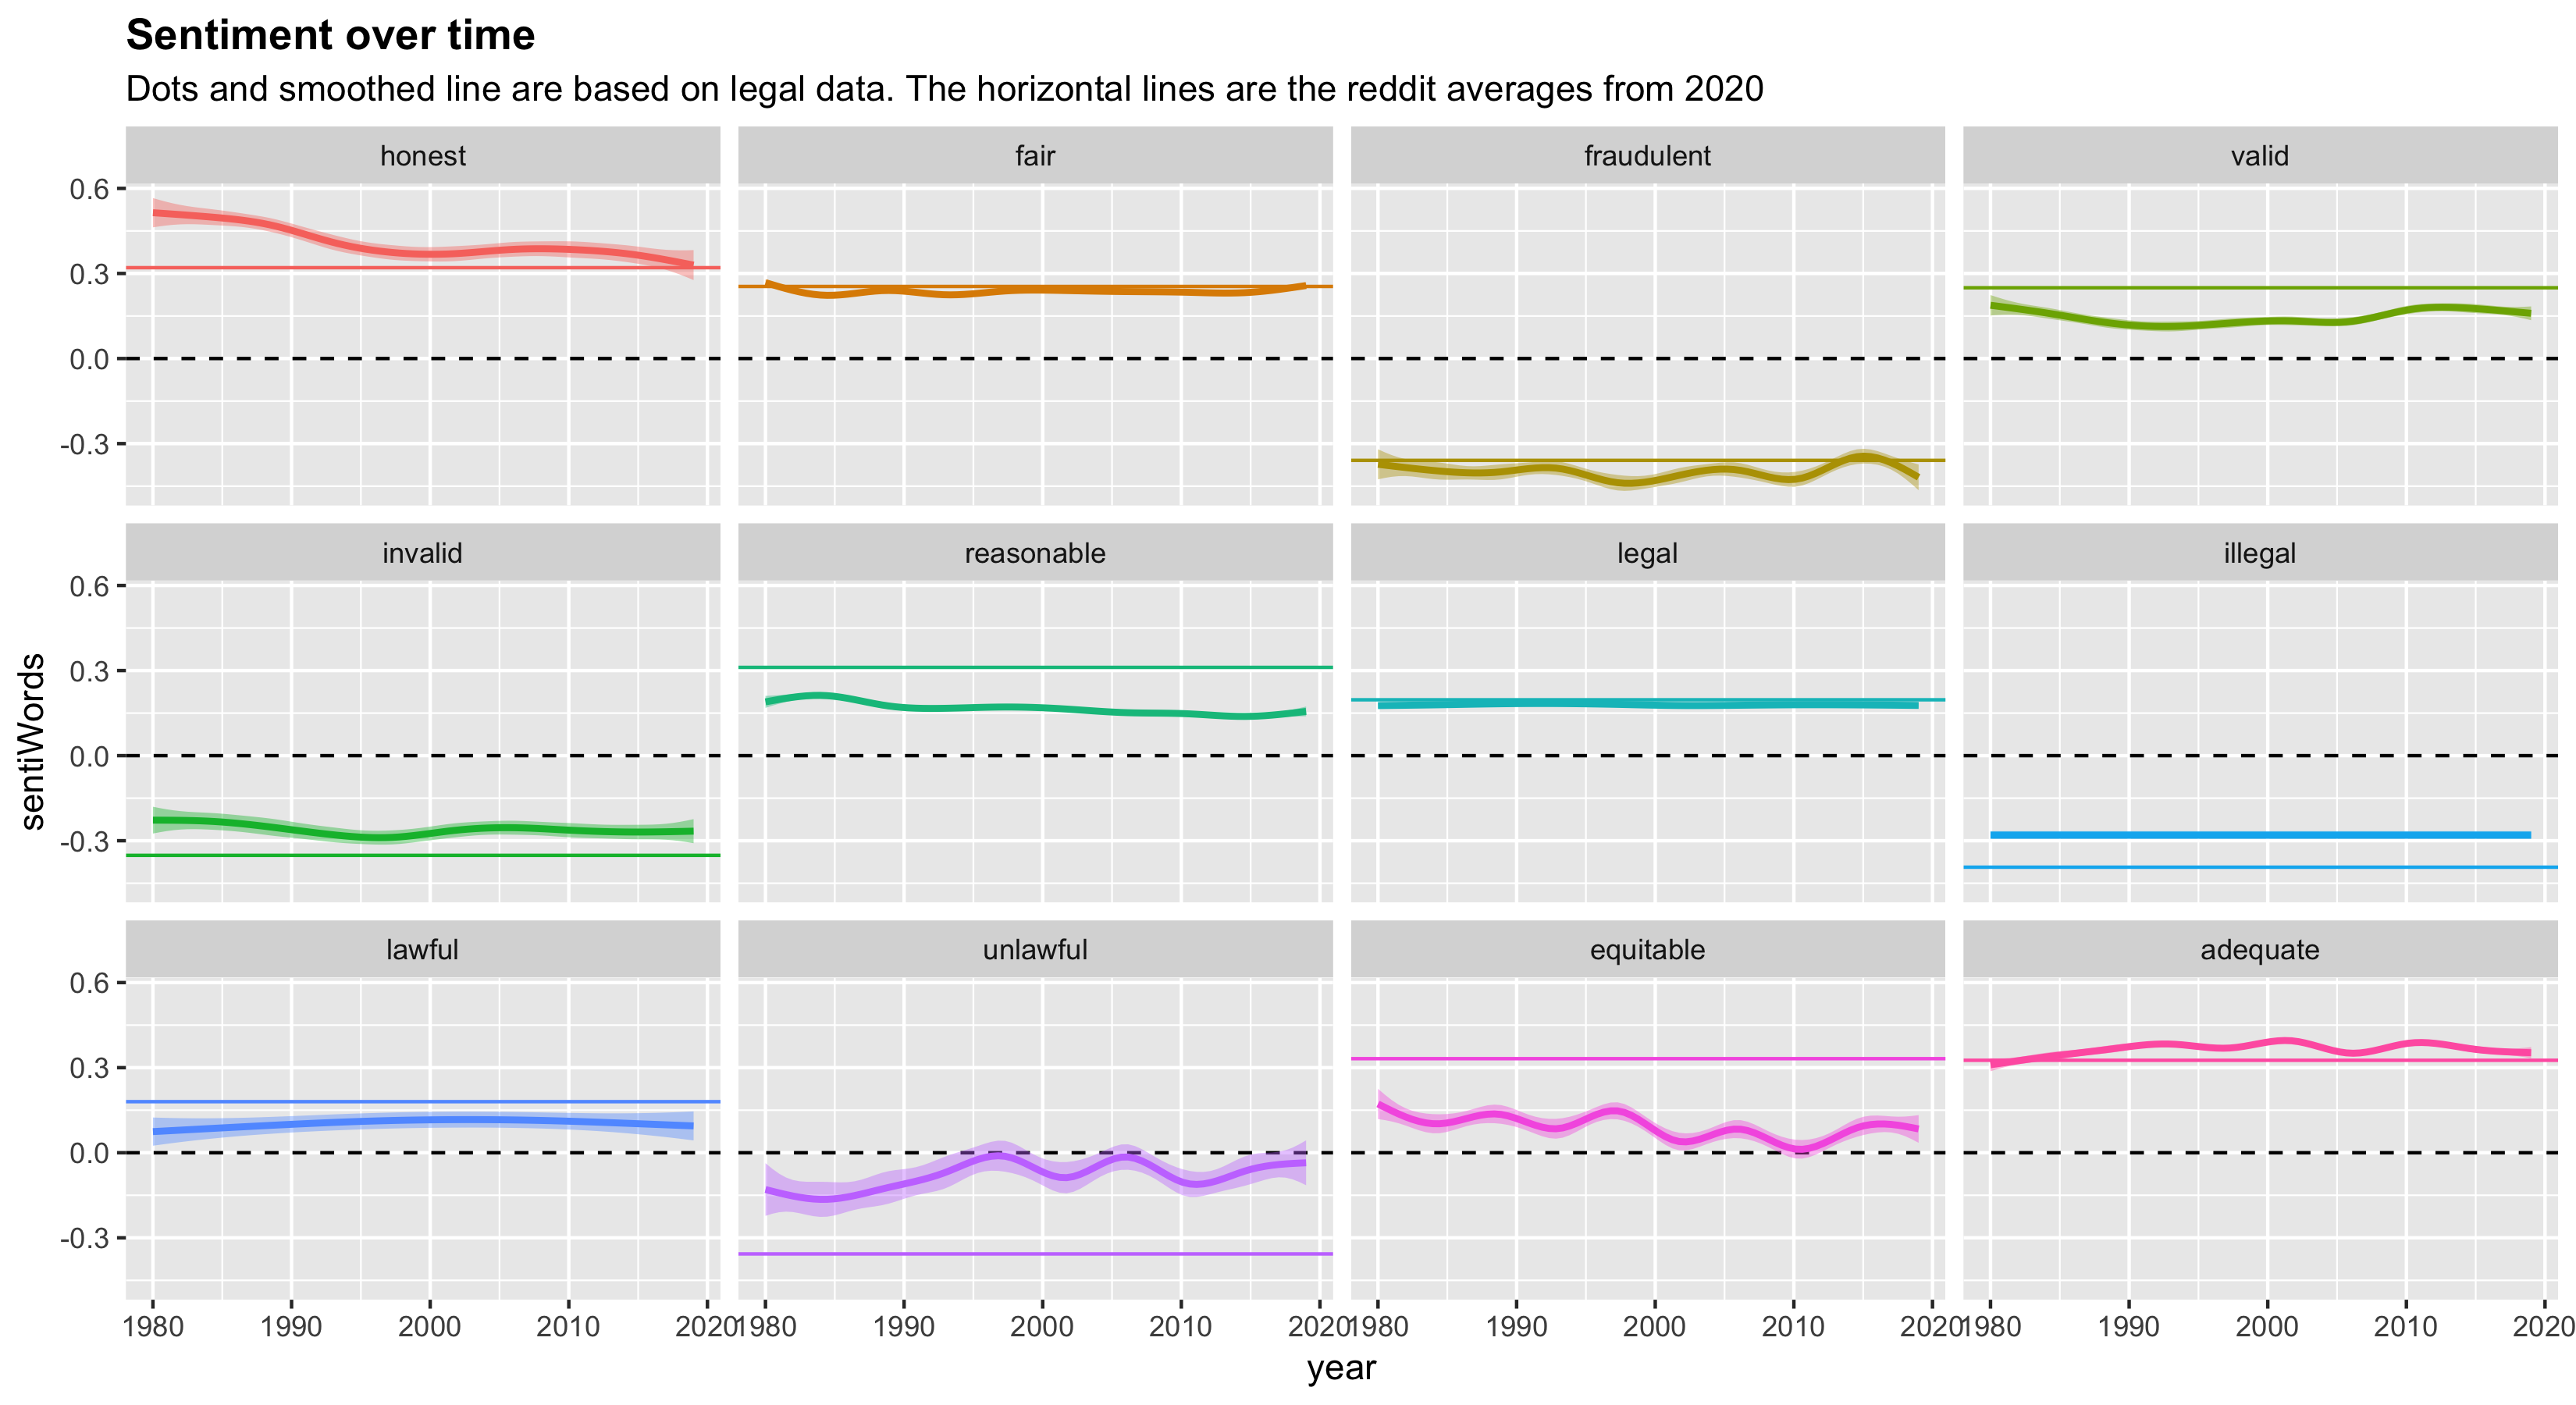 Sentiment over time
Dots and smoothed line are based on legal data. The horizontal lines are the reddit averages from 2020
honest fair fraudulent valid
0.6
0.3
0.0
-0.3
invalid reasonable legal illegal
0.6
0.3
0.0
-0.3
sentiWords
lawful unlawful equitable adequate
0.6
0.3
0.0
-0.3
1980 1990 2000 2010 2020 1980 1990 2000 2010 2020 1980 1990 2000 2010 2020 1980 1990 2000 2010 2020
year